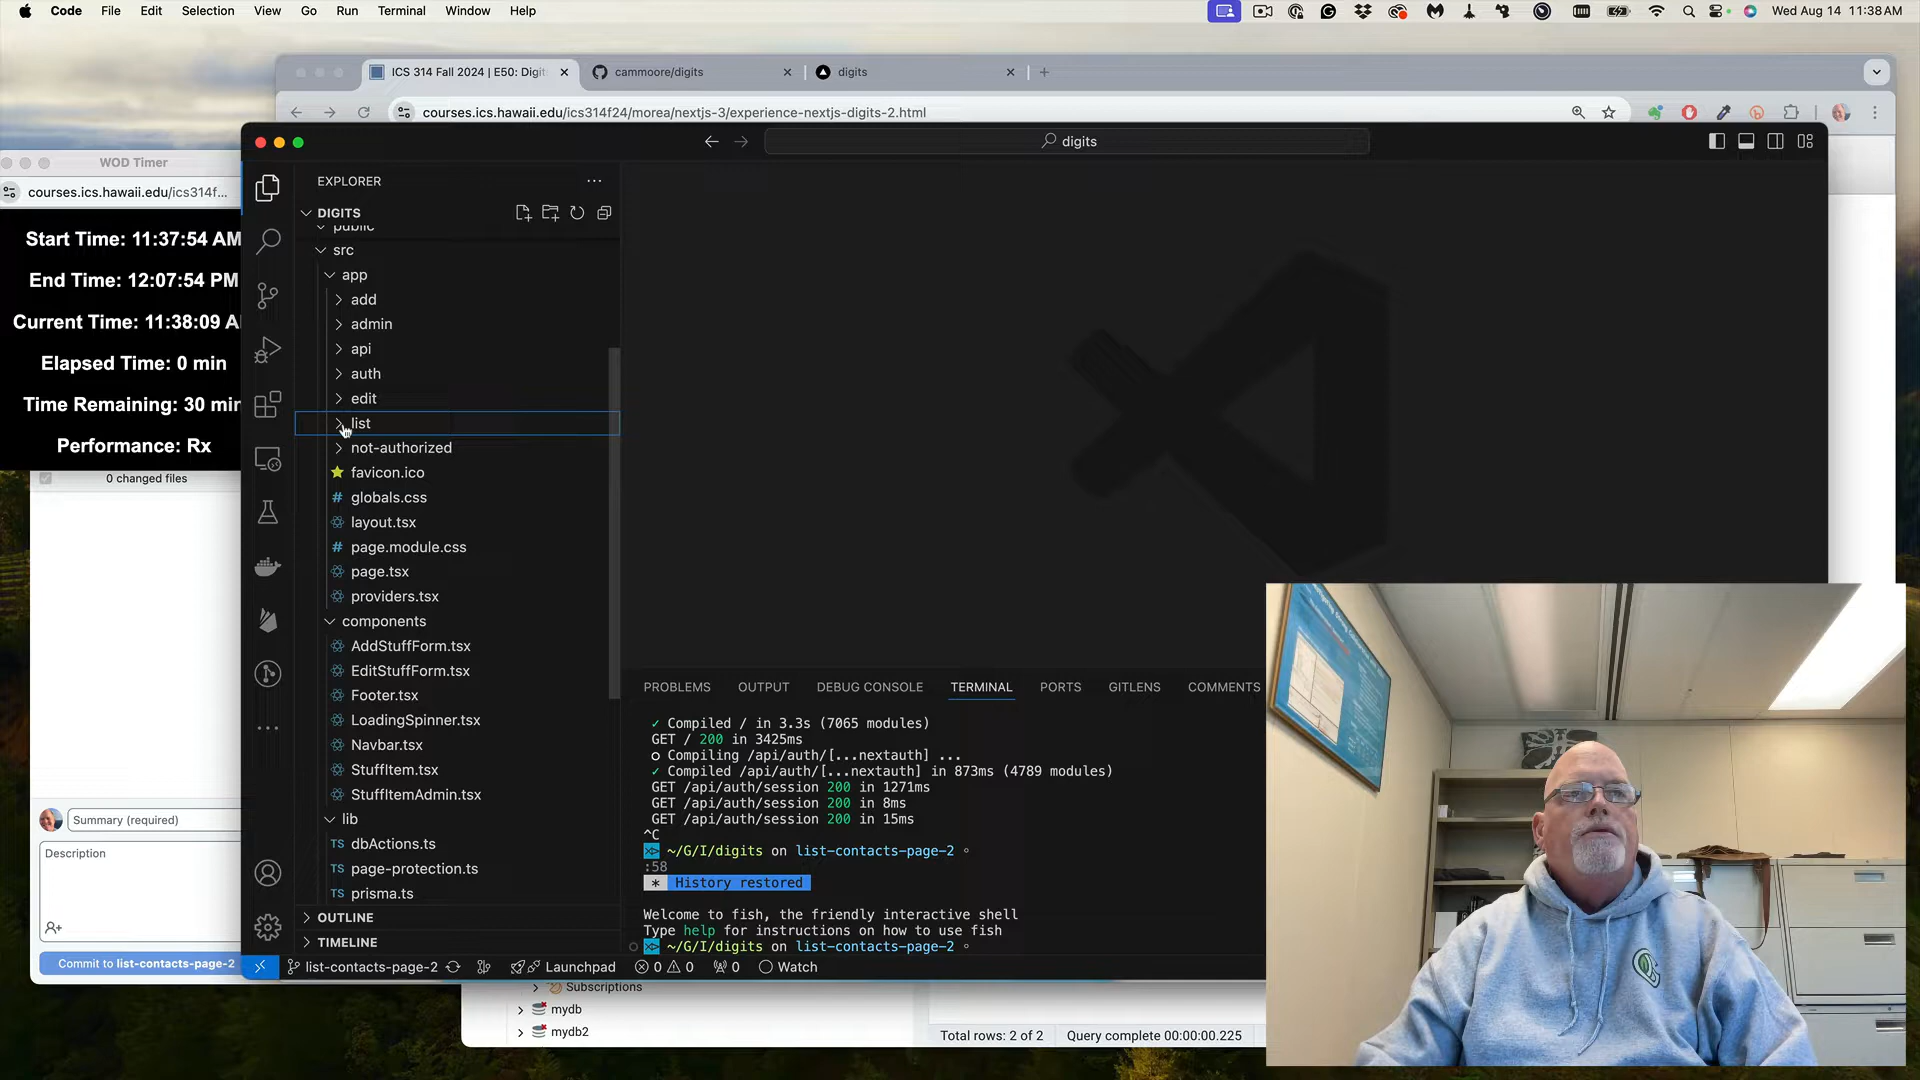 Code File Edit Selection View Go Run Terminal Window Help
Wed Aug 14 11:38 AM
ICS 314 Fall 2024 | E50: Digit
cammoore/digits
digits
courses.ics.hawaii.edu/ics314f24/morea/nextjs-3/experience-nextjs-digits-2.html
WOD Timer
courses.ics.hawaii.edu/ics314f...
Start Time: 11:37:54 AM
End Time: 12:07:54 PM
Current Time: 11:38:09 A
Elapsed Time: 0 min
Time Remaining: 30 min
Performance: Rx
0 changed files
Summary (required)
Description
Commit to list-contacts-page-2
digits
EXPLORER
DIGITS
public
src
app
add
admin
api
auth
edit
list
not-authorized
favicon.ico
globals.css
layout.tsx
page.module.css
page.tsx
providers.tsx
components
AddStuffForm.tsx
EditStuffForm.tsx
Footer.tsx
LoadingSpinner.tsx
Navbar.tsx
StuffItem.tsx
StuffItemAdmin.tsx
lib
TS dbActions.ts
TS page-protection.ts
TS prisma.ts
OUTLINE
TIMELINE
PROBLEMS OUTPUT DEBUG CONSOLE TERMINAL PORTS GITLENS COMMENTS
✓ Compiled / in 3.3s (7065 modules)
GET / 200 in 3425ms
○ Compiling /api/auth/[...nextauth] ...
✓ Compiled /api/auth/[...nextauth] in 873ms (4789 modules)
GET /api/auth/session 200 in 1271ms
GET /api/auth/session 200 in 8ms
GET /api/auth/session 200 in 15ms
^C
~/G/I/digits on list-contacts-page-2 ◦
:58
* History restored
Welcome to fish, the friendly interactive shell
Type help for instructions on how to use fish
~/G/I/digits on list-contacts-page-2 ◦
list-contacts-page-2 Launchpad 0 0 0 Watch
Subscriptions
mydb
mydb2
Total rows: 2 of 2
Query complete 00:00:00.225